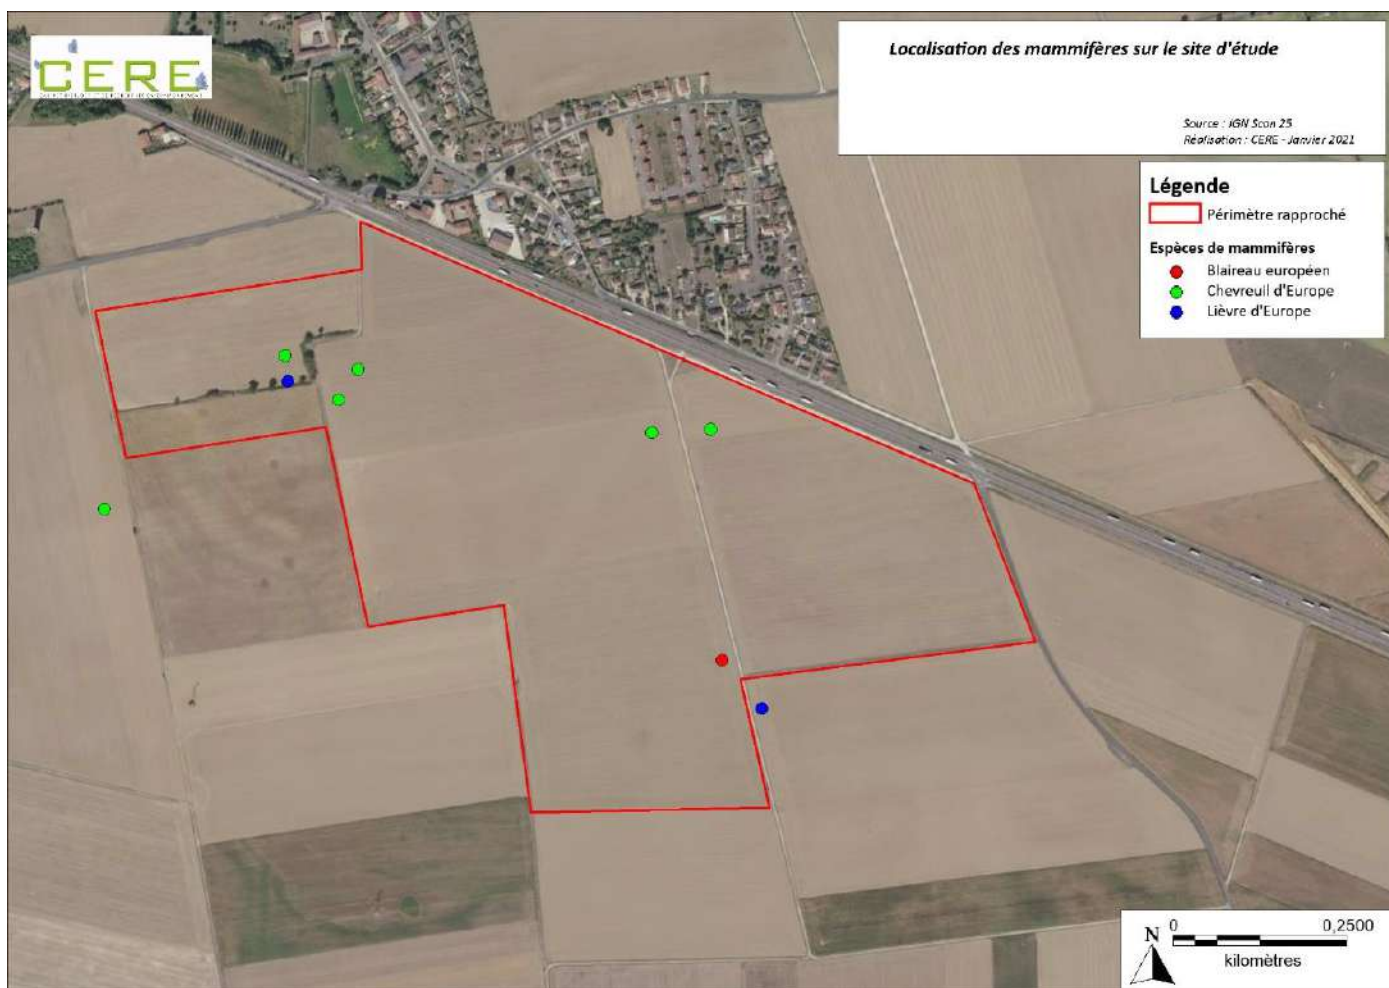 CERE
Localisation des mammifères sur le site d'étude
Source : IGN Scan 25
Réalisation : CERE - Janvier 2021
Légende
Périmètre rapproché
Espèces de mammifères
Blaireau européen
Chevreuil d'Europe
Lièvre d'Europe
N
0 0,2500
kilomètres